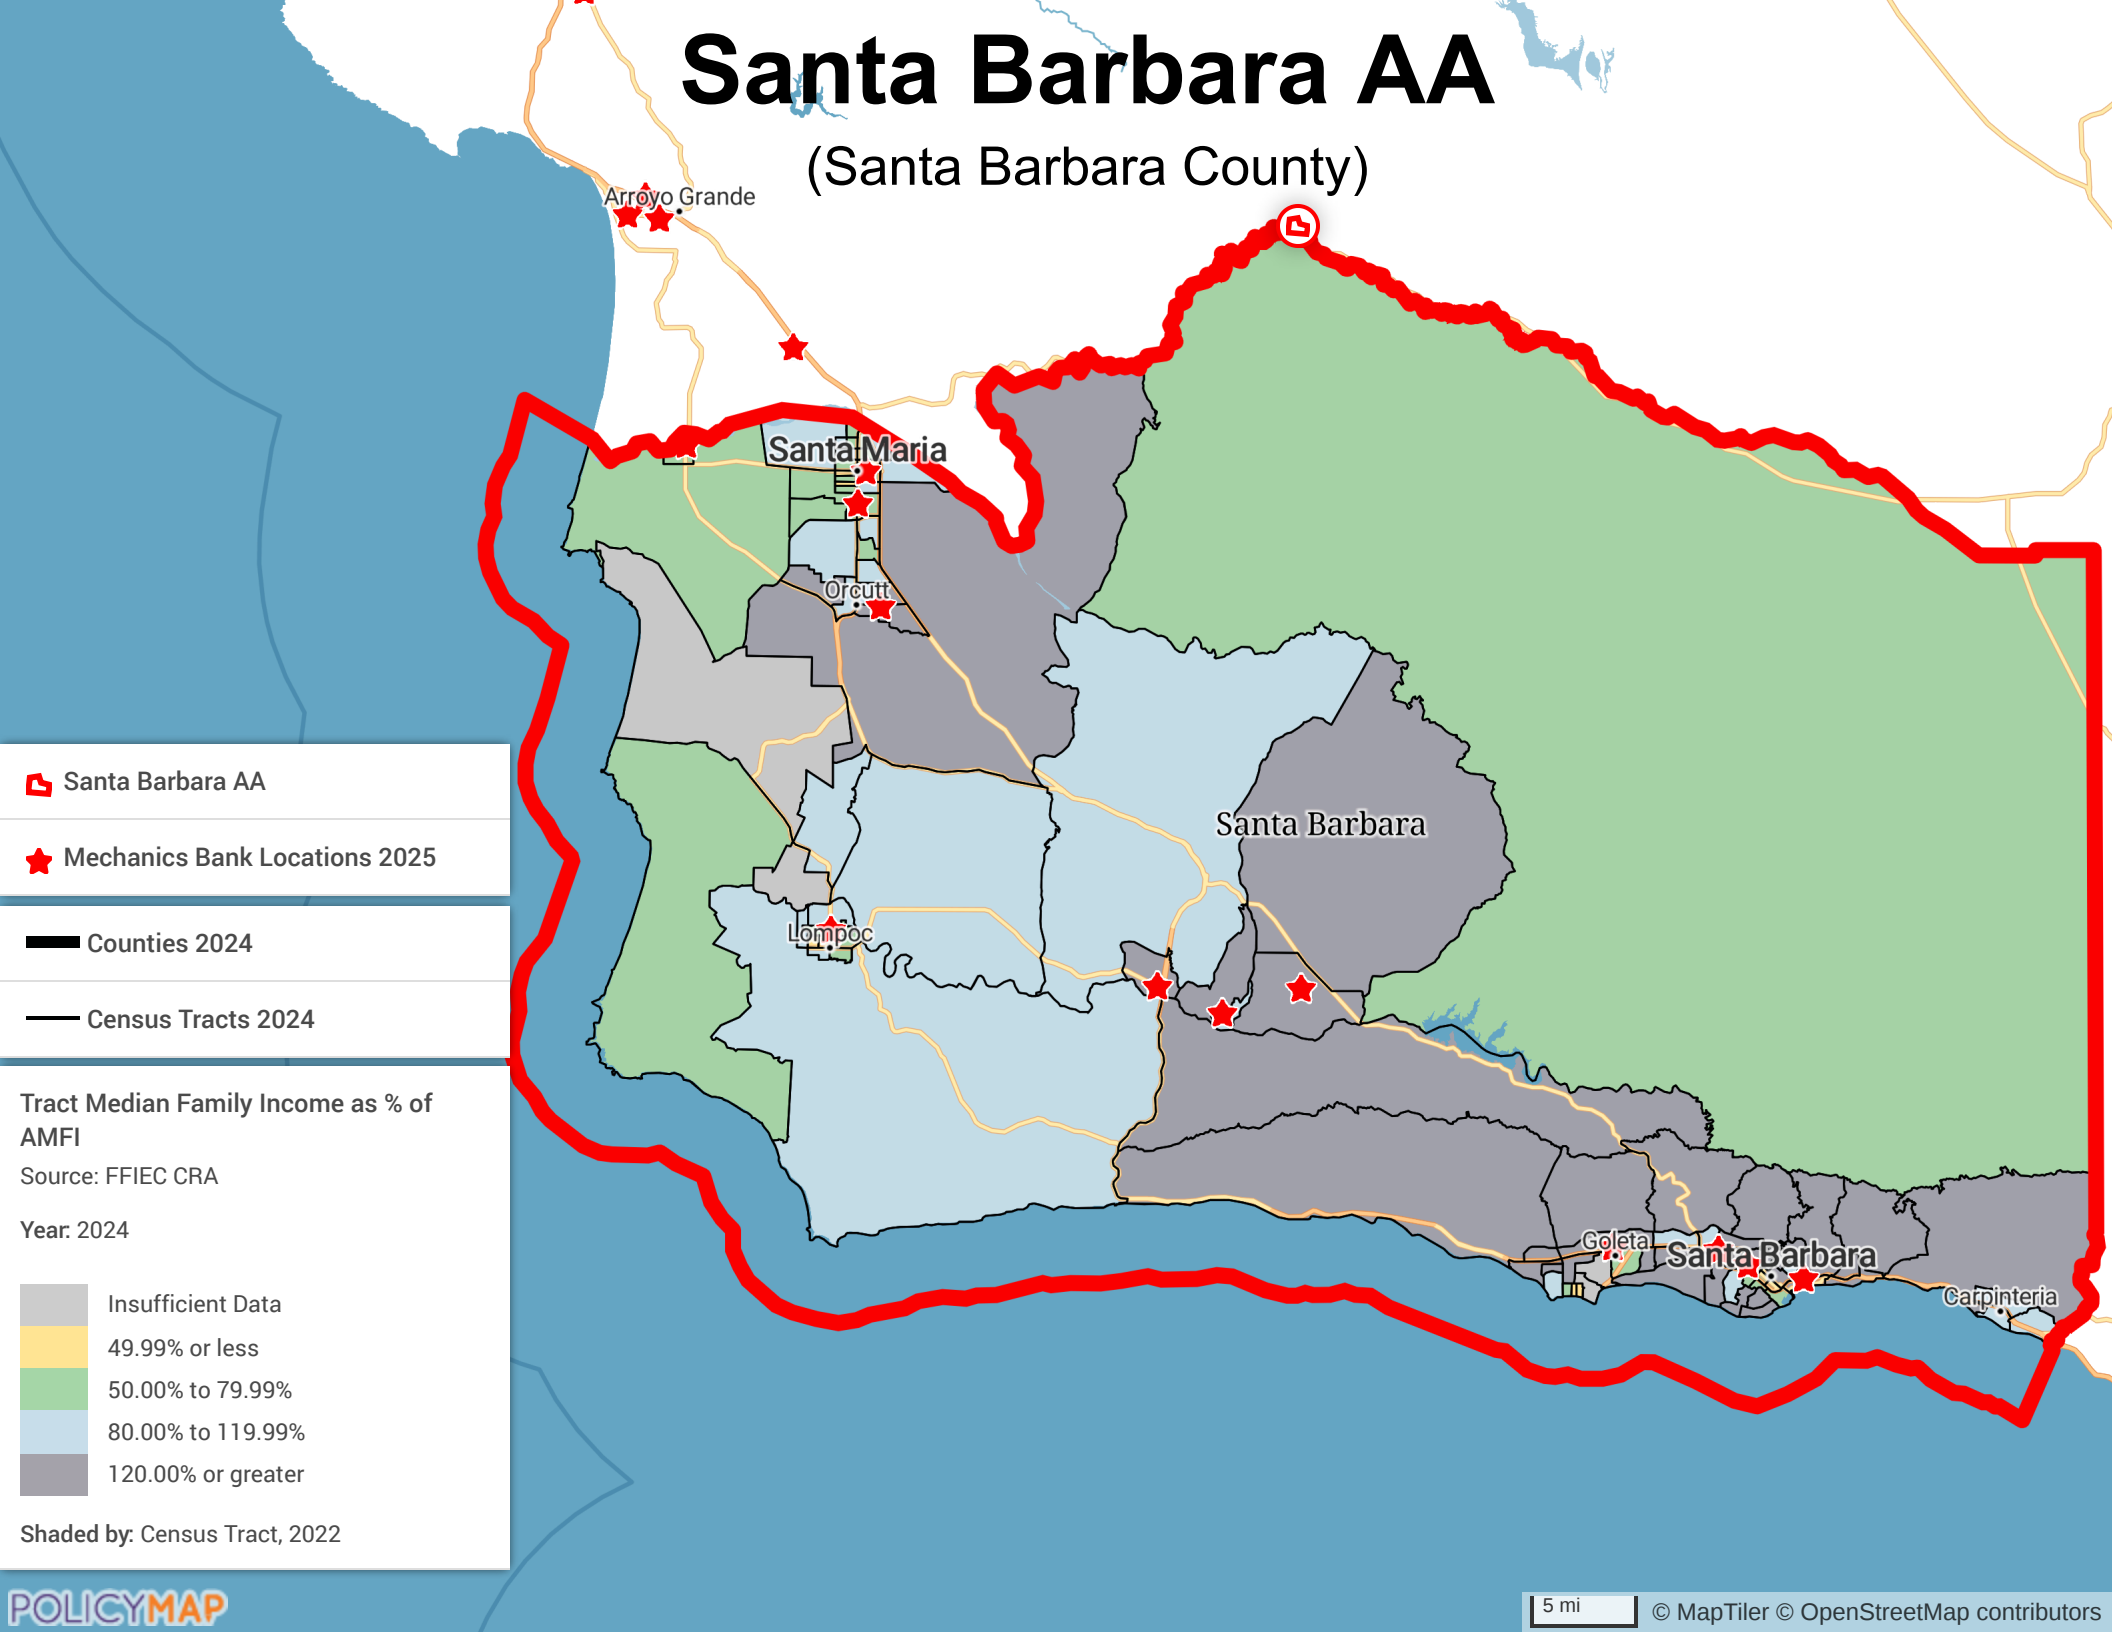 Santa Barbara AA
(Santa Barbara County)
Arroyo Grande
Santa Maria
Orcutt
Santa Barbara
Lompoc
Goleta
Santa Barbara
Carpinteria
Santa Barbara AA
Mechanics Bank Locations 2025
Counties 2024
Census Tracts 2024
Tract Median Family Income as % of
AMFI
Source: FFIEC CRA
Year: 2024
Insufficient Data
49.99% or less
50.00% to 79.99%
80.00% to 119.99%
120.00% or greater
Shaded by: Census Tract, 2022
POLICYMAP
5 mi
© MapTiler © OpenStreetMap contributors